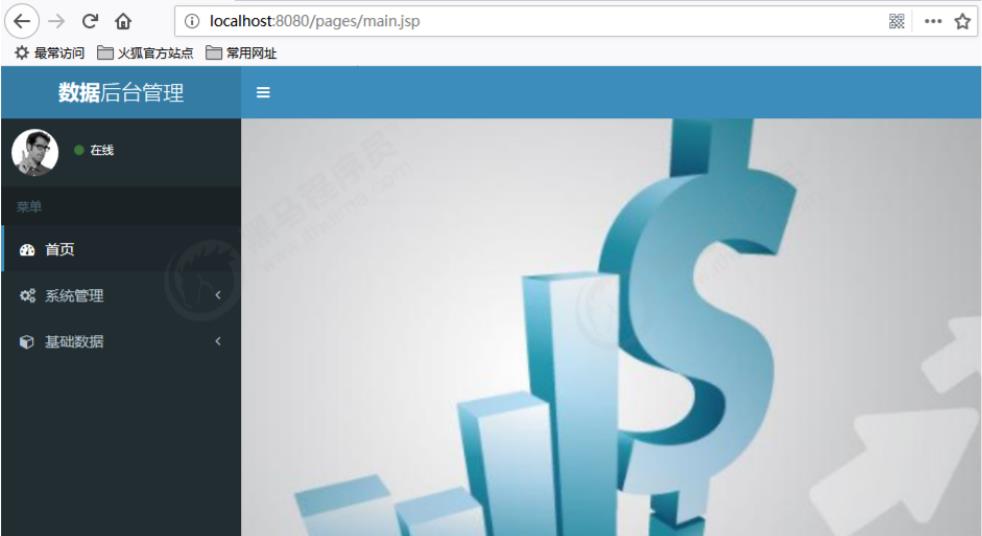 localhost:8080/pages/main.jsp
最常访问 火狐官方站点 常用网址
数据后台管理
在线
菜单
首页
系统管理
基础数据
黑马程序员
www.itheima.com